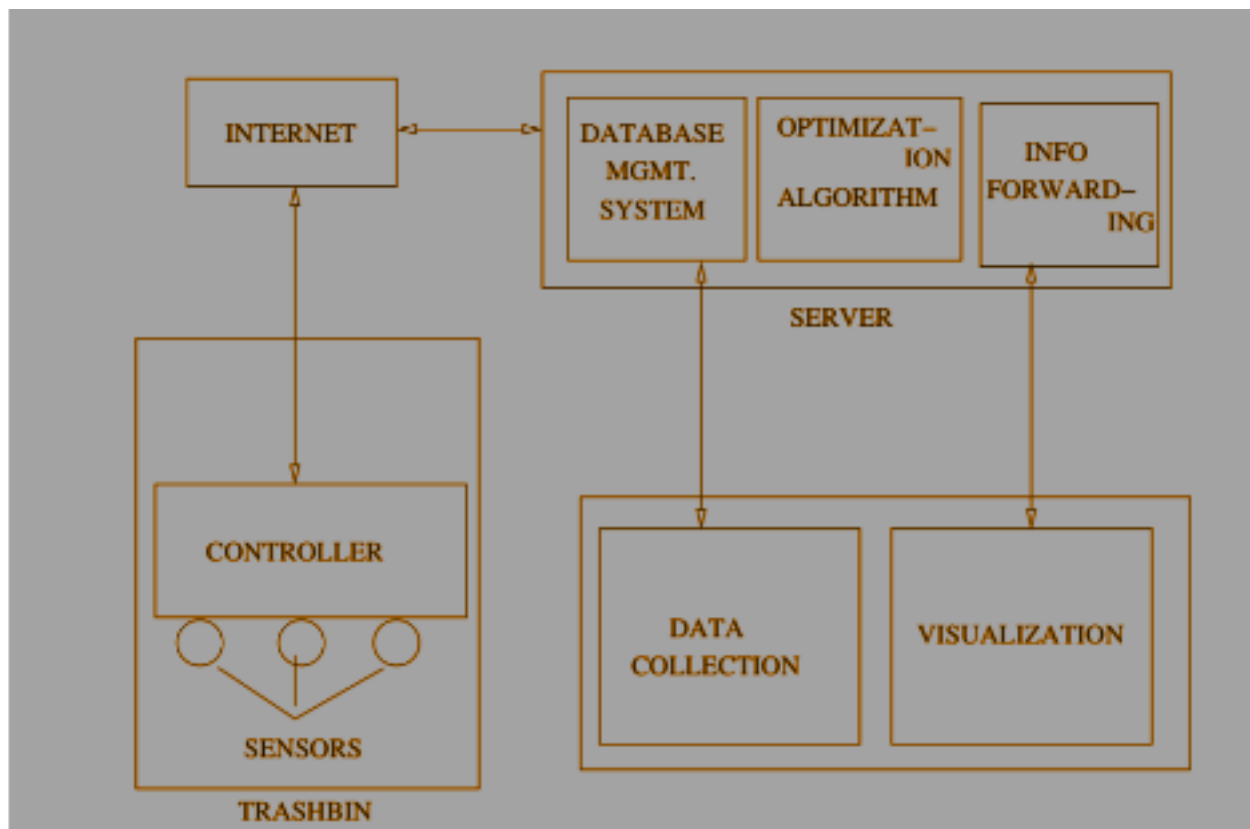 INTERNET
DATABASE
MGMT.
SYSTEM
OPTIMIZAT–
ION
ALGORITHM
INFO
FORWARD–
ING
SERVER
CONTROLLER
SENSORS
TRASHBIN
DATA
COLLECTION
VISUALIZATION